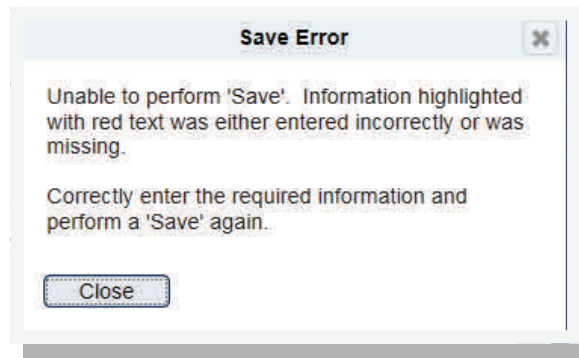 Save Error
Unable to perform 'Save'.  Information highlighted
with red text was either entered incorrectly or was
missing.
Correctly enter the required information and
perform a 'Save' again.
Close